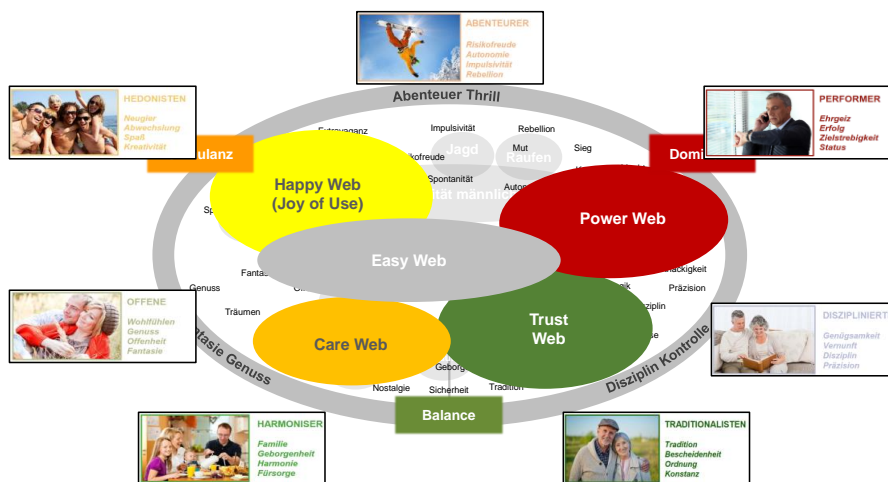 ABENTEURER
Risikofreude
Autonomie
Impulsivität
Rebellion
HEDONISTEN
Neugier
Abwechslung
Spaß
Kreativität
PERFORMER
Ehrgeiz
Erfolg
Zielstrebigkeit
Status
Abenteuer Thrill
Impulsivität
Rebellion
Jagd
Mut
Raufen
Sieg
Spontanität
Happy Web
(Joy of Use)
Power Web
Easy Web
Genuss
Präzision
Träumen
Care Web
Trust
Web
Genuss
Disziplin Kontrolle
Nostalgie
Sicherheit
Tradition
Balance
OFFENE
Wohlfühlen
Genuss
Offenheit
Fantasie
Genügsamkeit
Vernunft
Disziplin
Präzision
HARMONISER
Familie
Geborgenheit
Harmonie
Fürsorge
TRADITIONALISTEN
Tradition
Bescheidenheit
Ordnung
Konstanz